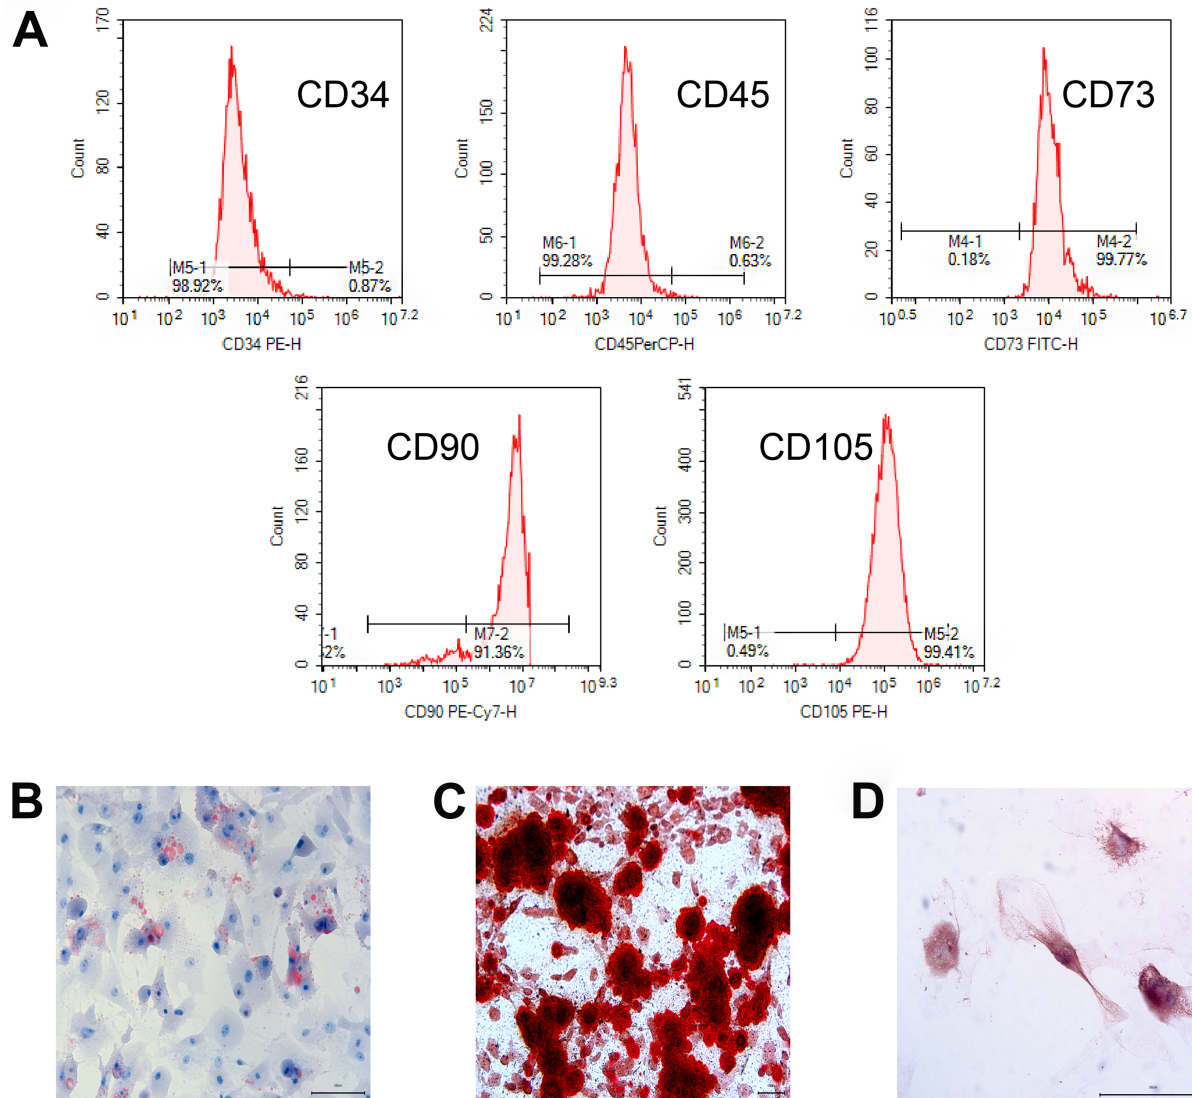 A
170
120
80
40
0
Count
CD34
M5-1
98.92%
M5-2
0.87%
10^1 10^2 10^3 10^4 10^5 10^6 10^7.2
CD34 PE-H
224
150
100
50
0
Count
CD45
M6-1
99.28%
M6-2
0.63%
10^1 10^2 10^3 10^4 10^5 10^6 10^7.2
CD45PerCP-H
116
100
80
60
40
20
0
Count
CD73
M4-1
0.18%
M4-2
99.77%
10^0.5 10^2 10^3 10^4 10^5 10^6.7
CD73 FITC-H
216
160
120
80
40
0
Count
CD90
-1
2%
M7-2
91.36%
10^1 10^3 10^5 10^7 10^9.3
CD90 PE-Cy7-H
541
400
300
200
100
0
Count
CD105
M5-1
0.49%
M5-2
99.41%
10^1 10^2 10^3 10^4 10^5 10^6 10^7.2
CD105 PE-H
B
C
D